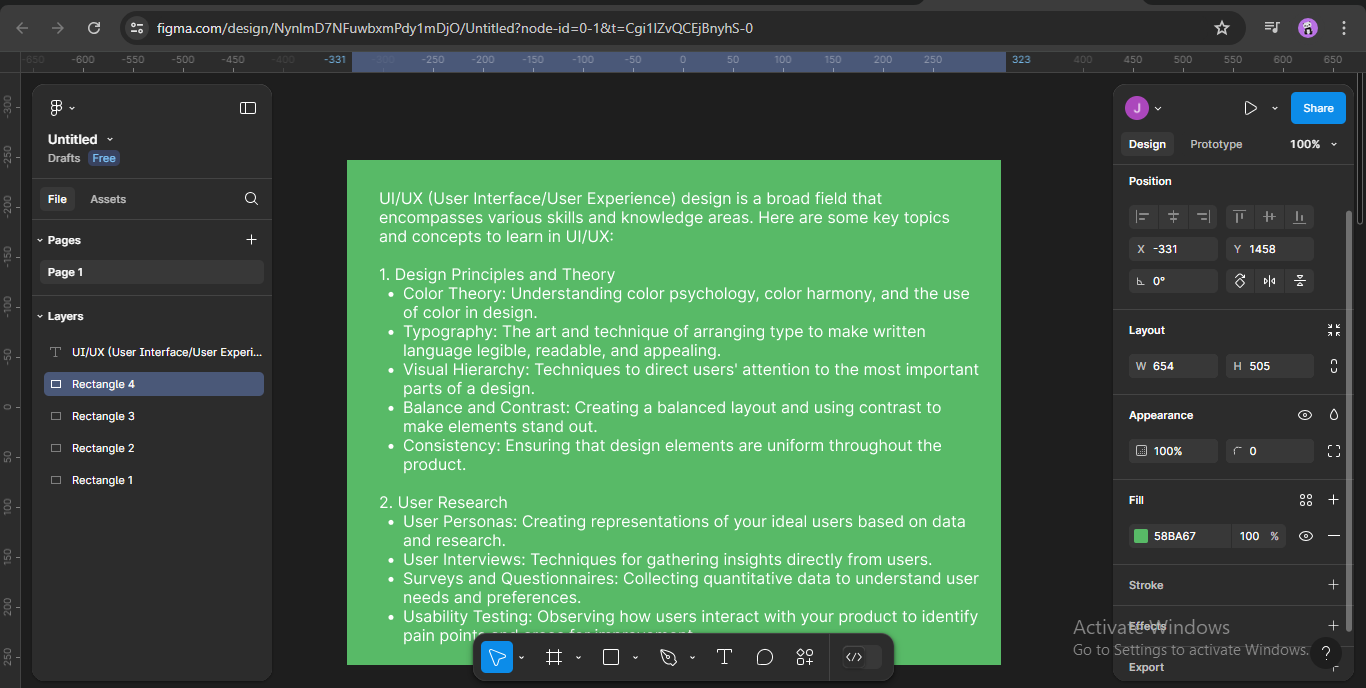 figma.com/design/NynlmD7NFuwbxmPdy1mDjO/Untitled?node-id=0-1&t=Cgi1IZvQCEjBnyhS-0
-650 -600 -550 -500 -450 -400 -331 -300 -250 -200 -150 -100 -50 0 50 100 150 200 250 323 400 450 500 550 600 650
-300
-250
-200
-150
-100
-50
0
50
100
150
200
250
Untitled
Drafts Free
File Assets
Pages
Page 1
Layers
UI/UX (User Interface/User Experi...
Rectangle 4
Rectangle 3
Rectangle 2
Rectangle 1
UI/UX (User Interface/User Experience) design is a broad field that
encompasses various skills and knowledge areas. Here are some key topics
and concepts to learn in UI/UX:
1. Design Principles and Theory
• Color Theory: Understanding color psychology, color harmony, and the use
of color in design.
• Typography: The art and technique of arranging type to make written
language legible, readable, and appealing.
• Visual Hierarchy: Techniques to direct users' attention to the most important
parts of a design.
• Balance and Contrast: Creating a balanced layout and using contrast to
make elements stand out.
• Consistency: Ensuring that design elements are uniform throughout the
product.
2. User Research
• User Personas: Creating representations of your ideal users based on data
and research.
• User Interviews: Techniques for gathering insights directly from users.
• Surveys and Questionnaires: Collecting quantitative data to understand user
needs and preferences.
• Usability Testing: Observing how users interact with your product to identify
pain points and areas for improvement.
J
Share
Design Prototype 100%
Position
X -331 Y 1458
0°
Layout
W 654 H 505
Appearance
100% 0
Fill
58BA67 100 %
Stroke
Effects
Export
Activate Windows
Go to Settings to activate Windows.
?